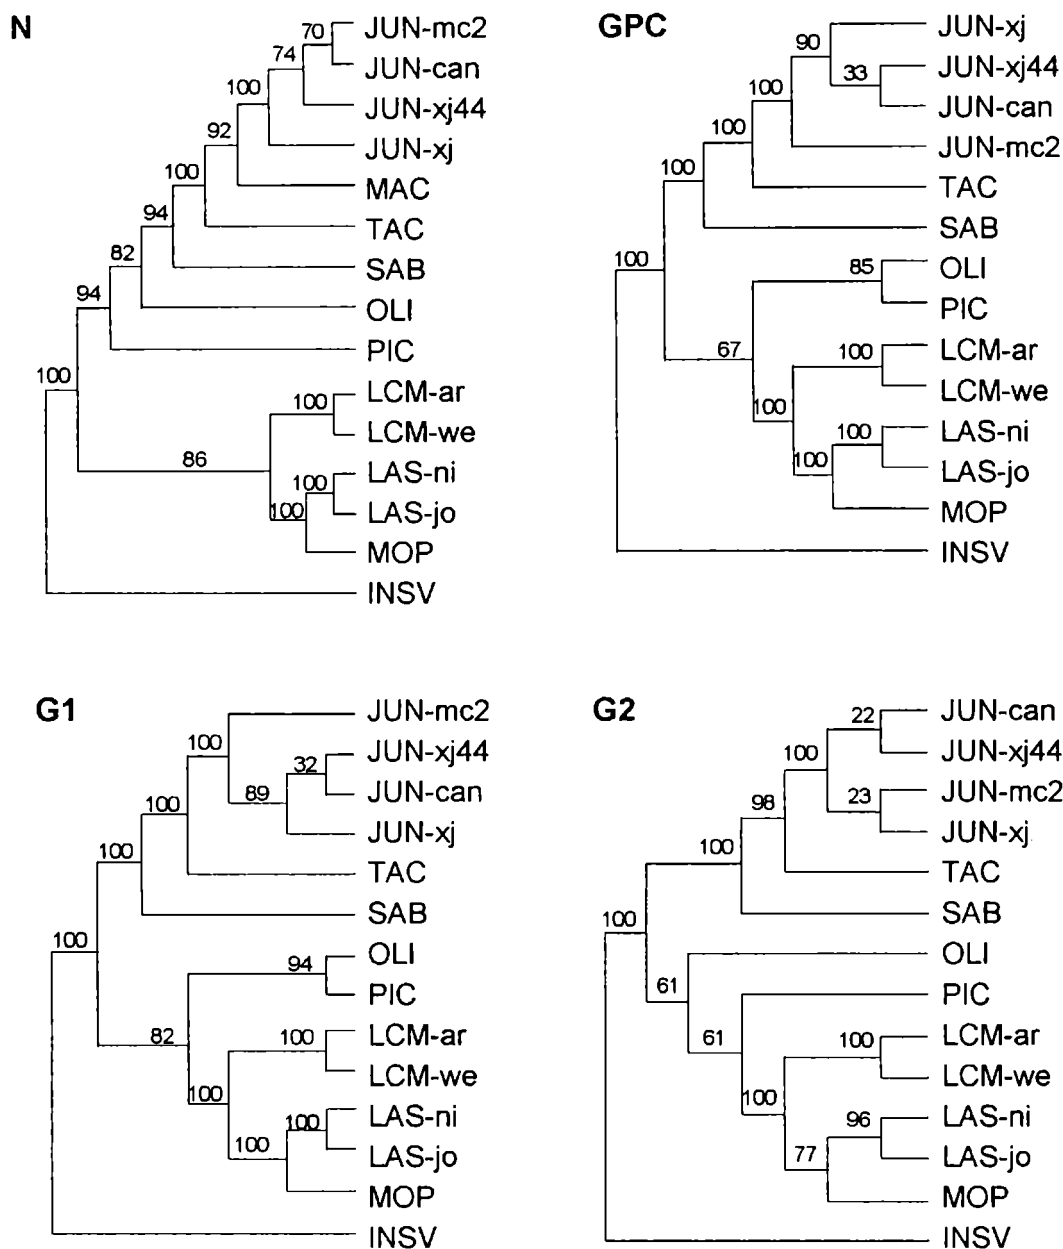 N
70
JUN-mc2
74
JUN-can
100
JUN-xj44
92
JUN-xj
100
MAC
94
TAC
82
SAB
94
OLI
PIC
100
100
LCM-ar
LCM-we
86
100
LAS-ni
100
LAS-jo
MOP
INSV
GPC
90
JUN-xj
33
JUN-xj44
100
JUN-can
100
JUN-mc2
100
TAC
SAB
100
85
OLI
PIC
67
100
LCM-ar
LCM-we
100
100
LAS-ni
100
LAS-jo
MOP
INSV
G1
JUN-mc2
100
32
JUN-xj44
89
JUN-can
100
JUN-xj
100
TAC
SAB
100
94
OLI
PIC
82
100
LCM-ar
LCM-we
100
100
LAS-ni
100
LAS-jo
MOP
INSV
G2
22
JUN-can
100
JUN-xj44
98
23
JUN-mc2
JUN-xj
100
TAC
SAB
100
OLI
61
PIC
61
100
LCM-ar
LCM-we
100
96
LAS-ni
77
LAS-jo
MOP
INSV